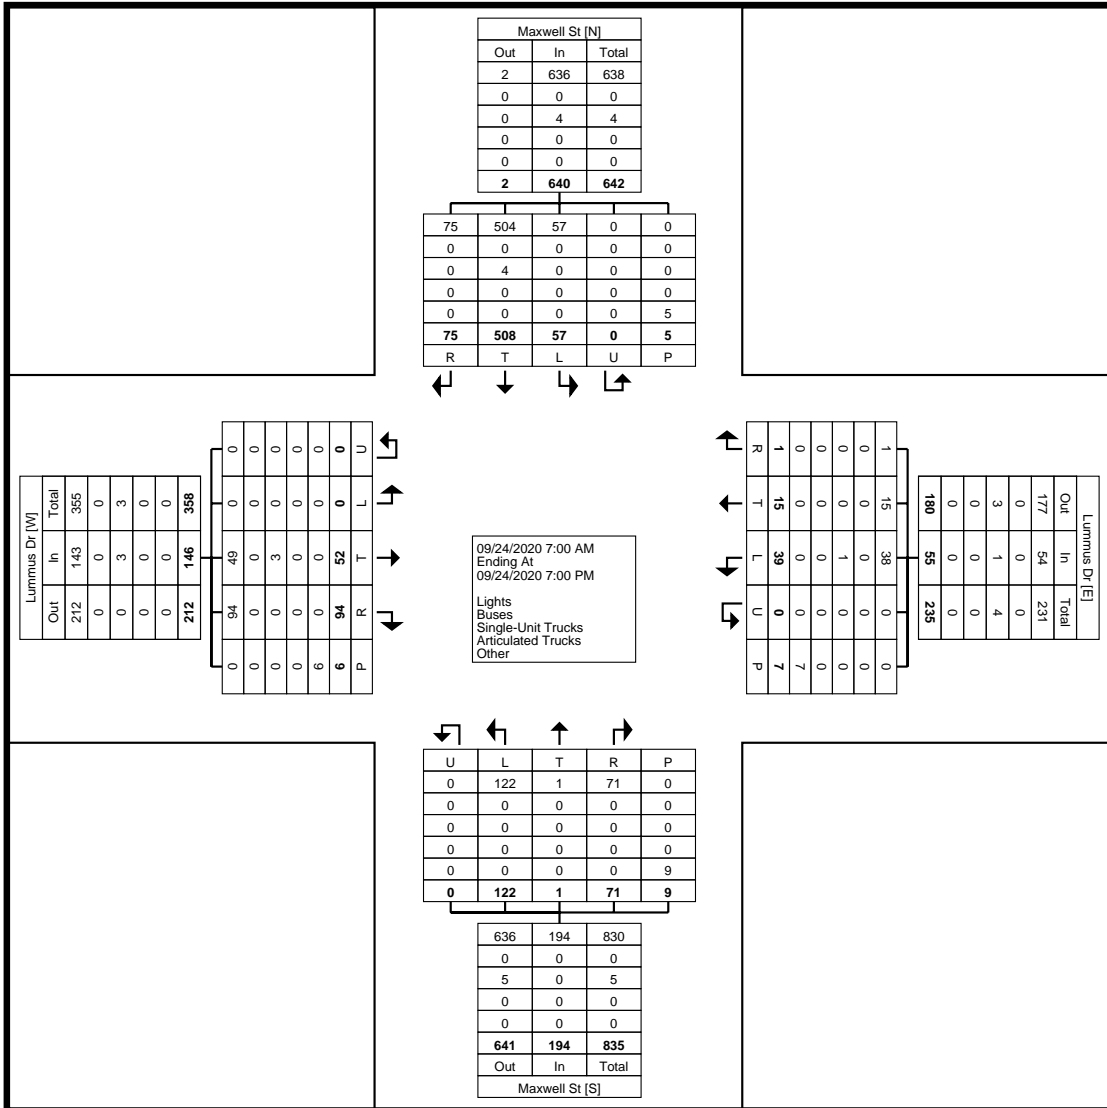 Maxwell St [N]
Out In Total
2 636 638
0 0 0
0 4 4
0 0 0
0 0 0
2 640 642
75 504 57 0 0
0 0 0 0 0
0 4 0 0 0
0 0 0 0 0
0 0 0 0 5
75 508 57 0 5
R T L U P
Lummus Dr [W]
Total In Out
355 143 212
0 0 0
3 3 0
0 0 0
0 0 0
358 146 212
0 0 49 94 0
0 0 0 0 0
0 0 3 0 0
0 0 0 0 0
0 0 0 0 6
0 0 52 94 6
U L T R P
09/24/2020 7:00 AM
Ending At
09/24/2020 7:00 PM
Lights
Buses
Single-Unit Trucks
Articulated Trucks
Other
Lummus Dr [E]
Out In Total
177 54 231
0 0 0
3 1 4
0 0 0
0 0 0
180 55 235
1 15 38 0 0
0 0 0 0 0
0 0 1 0 0
0 0 0 0 0
0 0 0 0 7
1 15 39 0 7
R T L U P
U L T R P
0 122 1 71 0
0 0 0 0 0
0 0 0 0 0
0 0 0 0 0
0 0 0 0 9
0 122 1 71 9
636 194 830
0 0 0
5 0 5
0 0 0
0 0 0
641 194 835
Out In Total
Maxwell St [S]